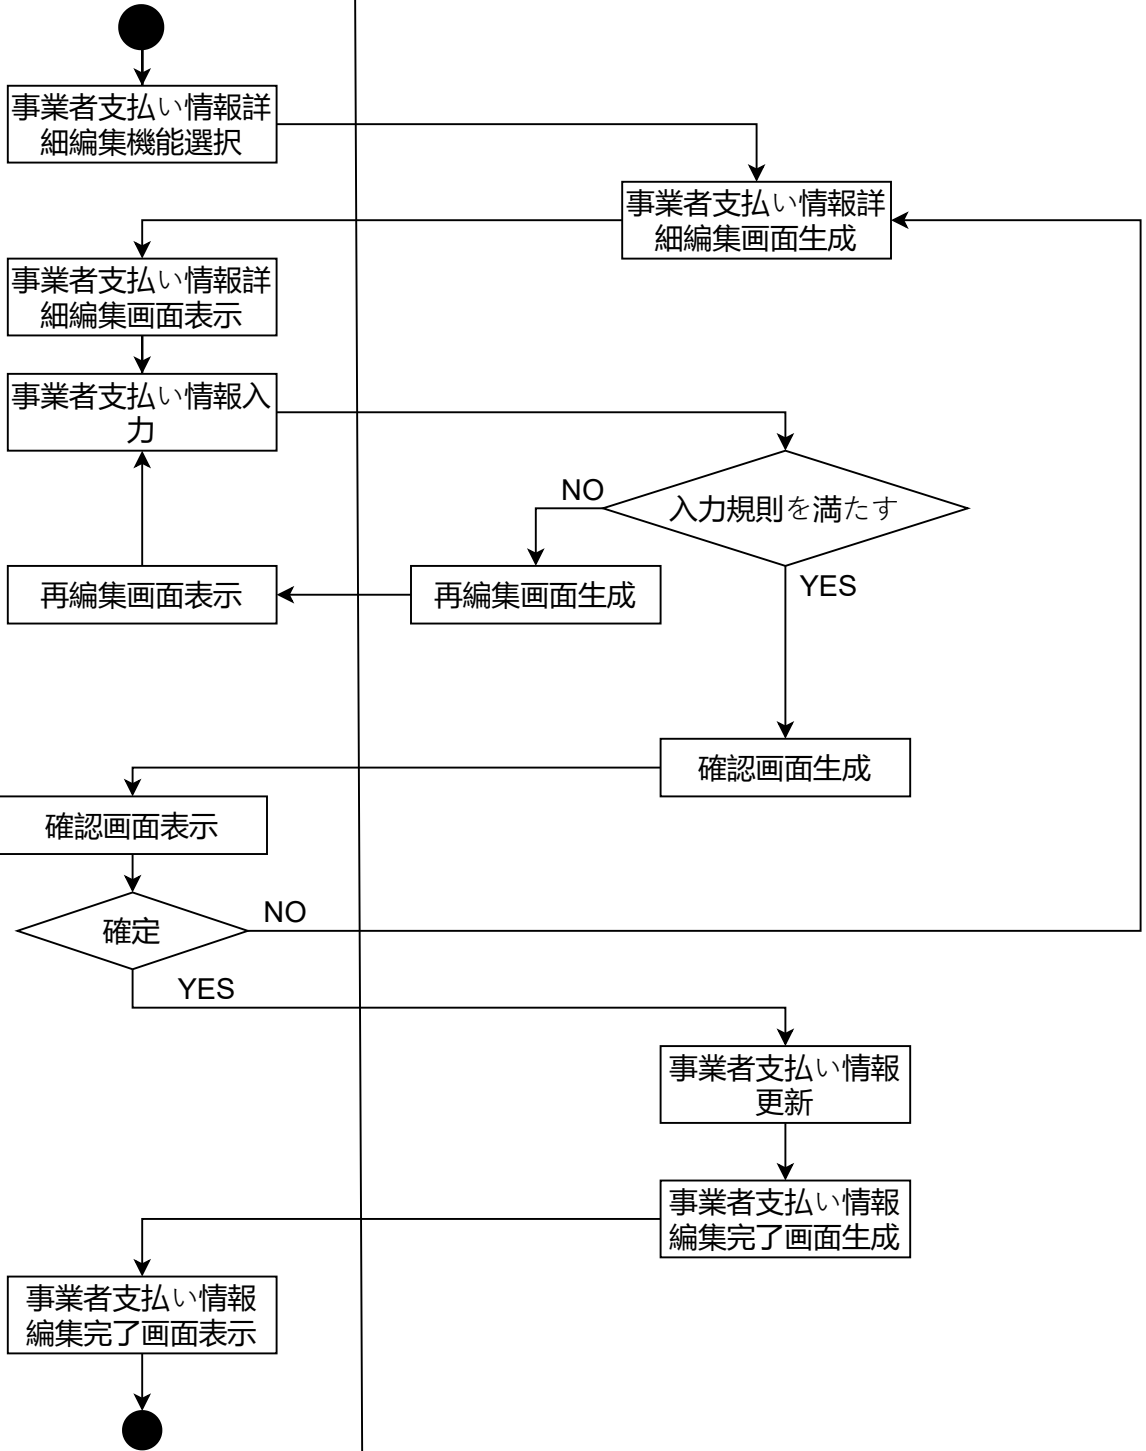 事業者支払い情報詳
細編集機能選択
事業者支払い情報詳
細編集画面生成
事業者支払い情報詳
細編集画面表示
事業者支払い情報入
力
入力規則を満たす
NO
YES
再編集画面生成
再編集画面表示
確認画面生成
確認画面表示
確定
NO
YES
事業者支払い情報
更新
事業者支払い情報
編集完了画面生成
事業者支払い情報
編集完了画面表示